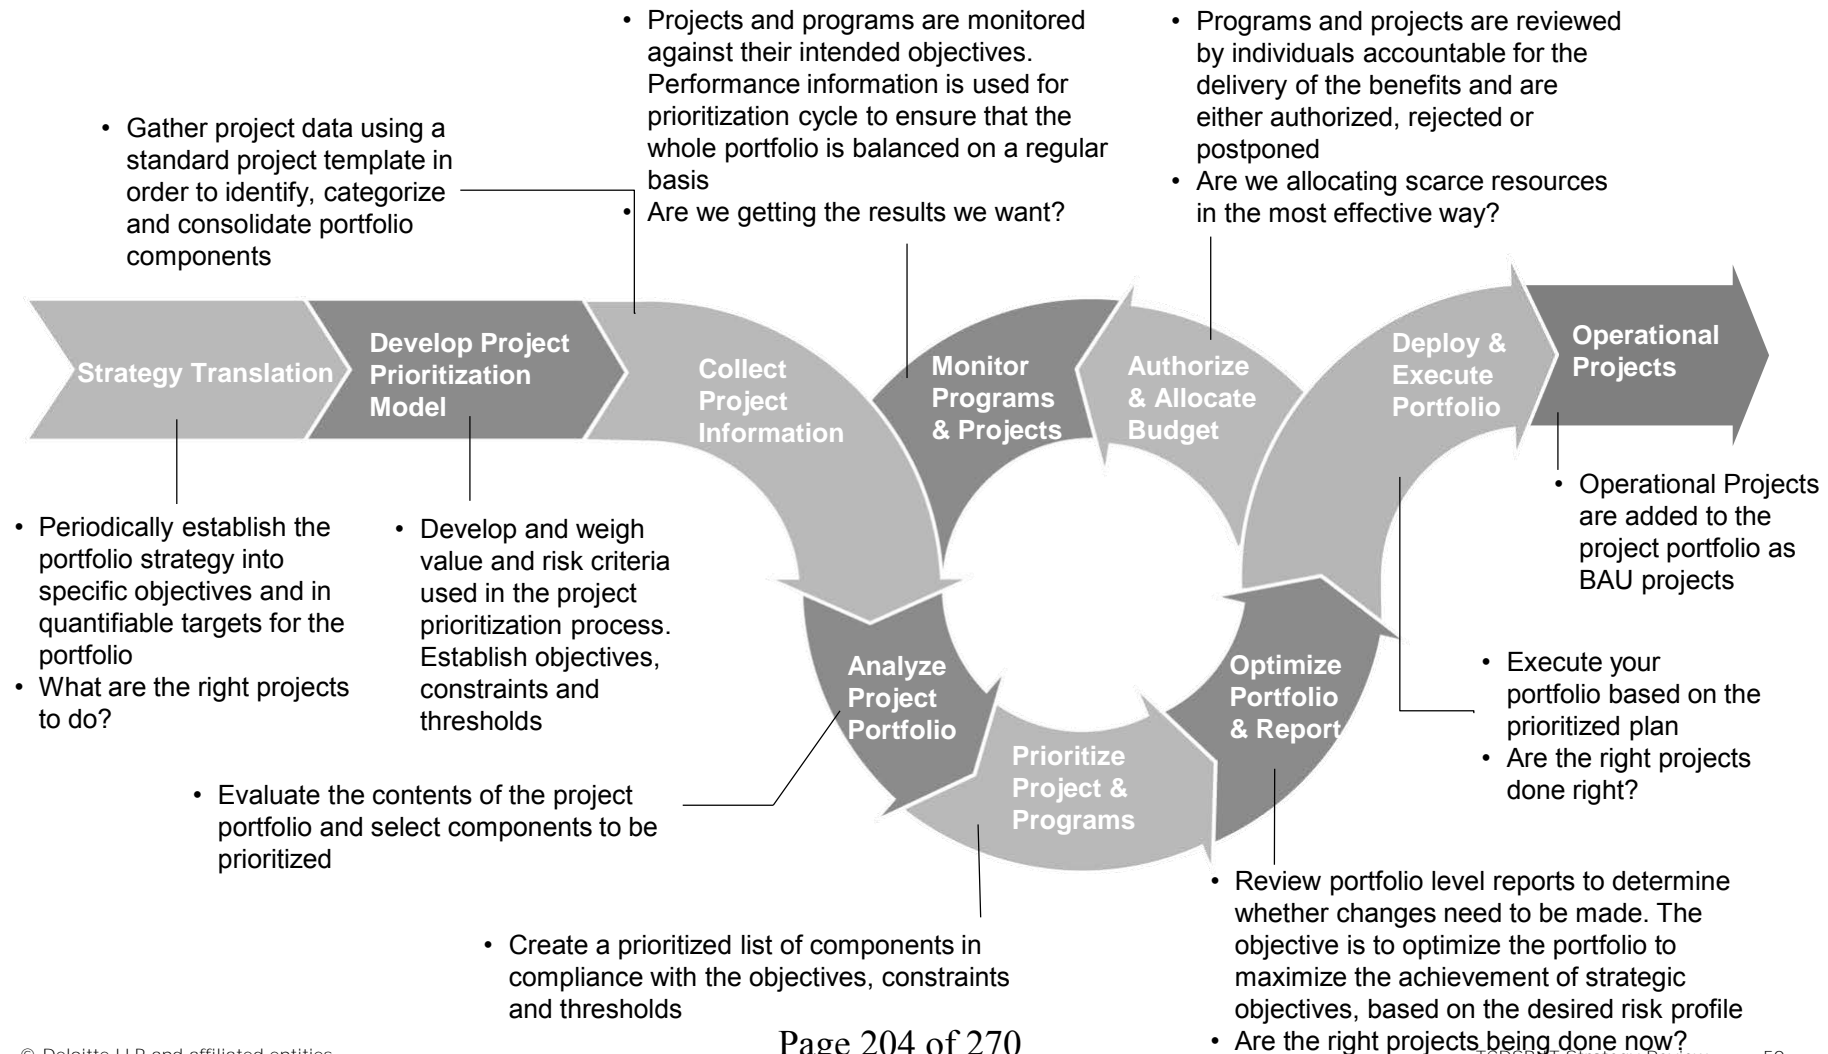 • Projects and programs are monitored
against their intended objectives.
Performance information is used for
prioritization cycle to ensure that the
whole portfolio is balanced on a regular
basis
• Are we getting the results we want?
• Programs and projects are reviewed
by individuals accountable for the
delivery of the benefits and are
either authorized, rejected or
postponed
• Are we allocating scarce resources
in the most effective way?
• Gather project data using a
standard project template in
order to identify, categorize
and consolidate portfolio
components
Strategy Translation
Develop Project
Prioritization
Model
Collect
Project
Information
Monitor
Programs
& Projects
Authorize
& Allocate
Budget
Deploy &
Execute
Portfolio
Operational
Projects
• Periodically establish the
portfolio strategy into
specific objectives and in
quantifiable targets for the
portfolio
• What are the right projects
to do?
• Develop and weigh
value and risk criteria
used in the project
prioritization process.
Establish objectives,
constraints and
thresholds
• Operational Projects
are added to the
project portfolio as
BAU projects
Analyze
Project
Portfolio
Prioritize
Project &
Programs
Optimize
Portfolio
& Report
• Execute your
portfolio based on the
prioritized plan
• Are the right projects
done right?
• Evaluate the contents of the project
portfolio and select components to be
prioritized
• Create a prioritized list of components in
compliance with the objectives, constraints
and thresholds
• Review portfolio level reports to determine
whether changes need to be made. The
objective is to optimize the portfolio to
maximize the achievement of strategic
objectives, based on the desired risk profile
• Are the right projects being done now?
© Deloitte LLP and affiliated entities
Page 204 of 270
Strategy Review